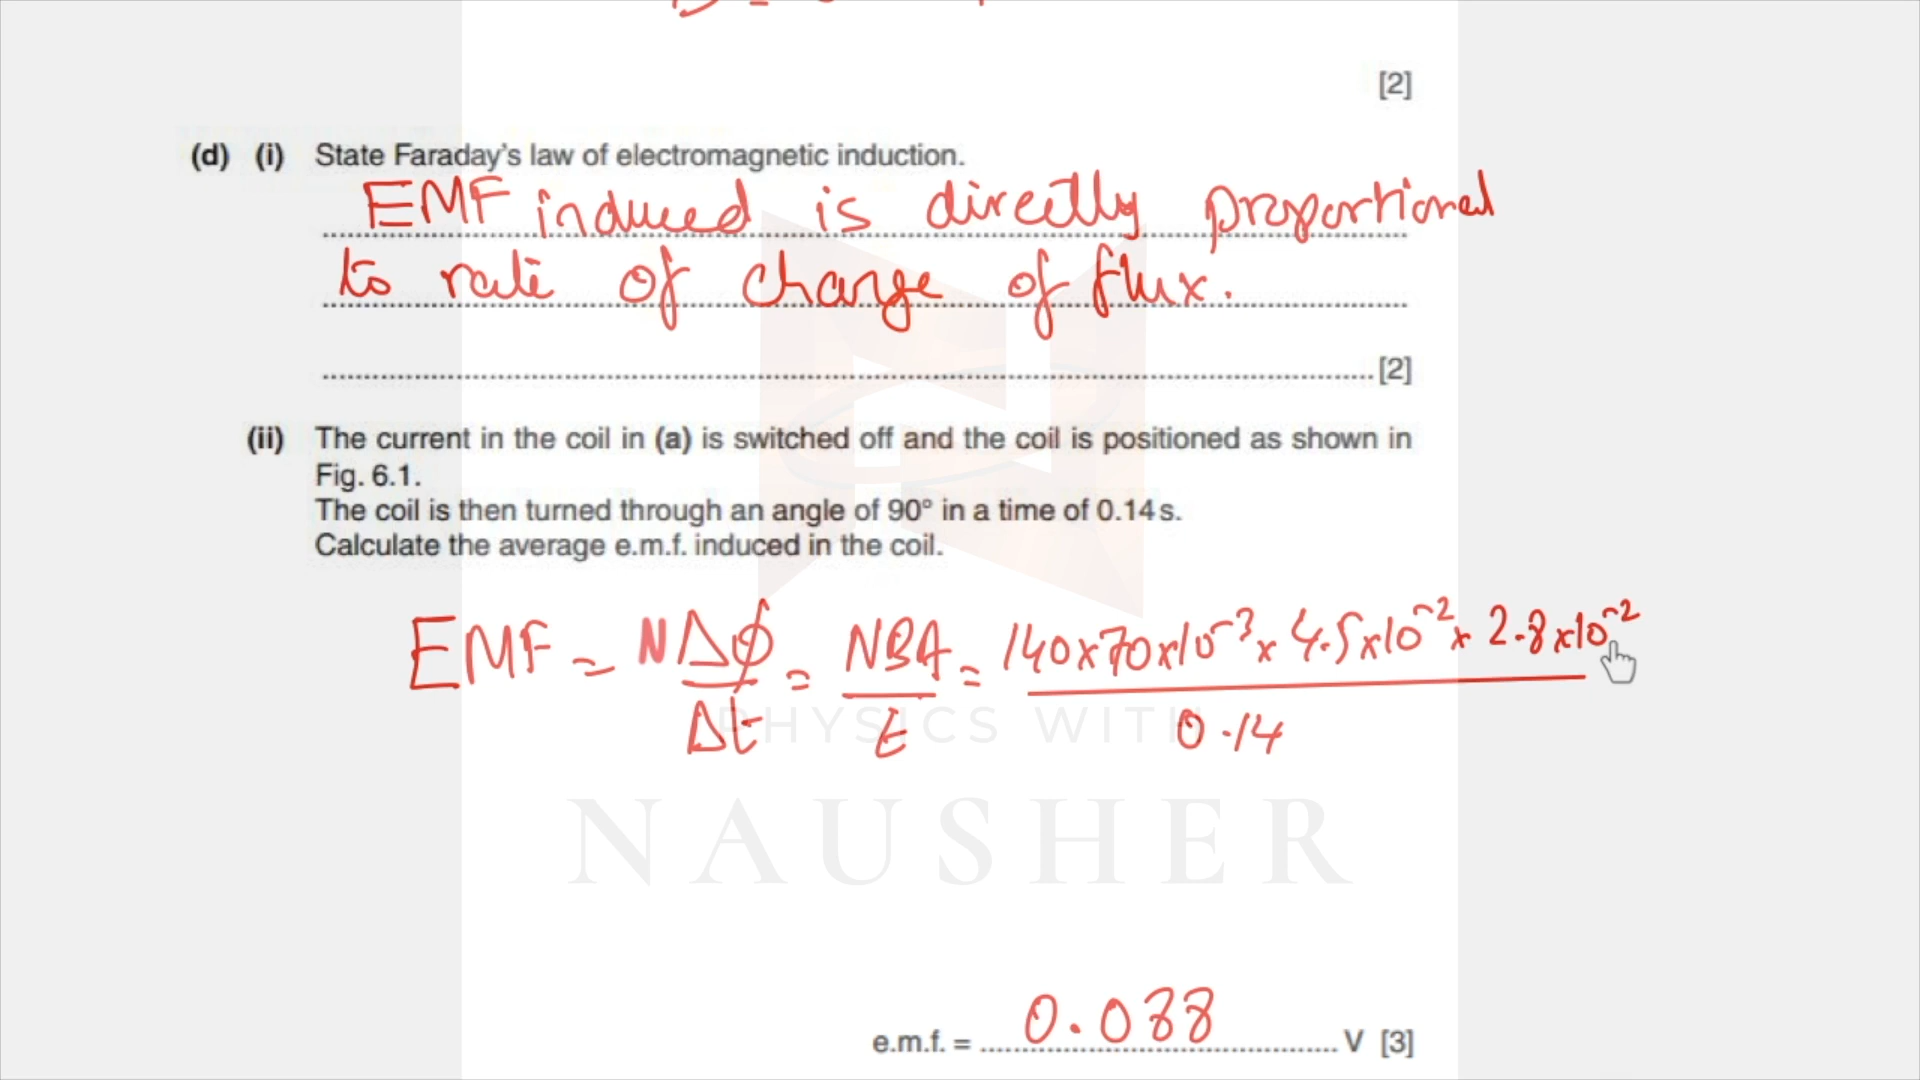 [2]
(d) (i) State Faraday's law of electromagnetic induction.
EMF induced is directly proportional
to rate of change of flux.
[2]
(ii) The current in the coil in (a) is switched off and the coil is positioned as shown in
Fig. 6.1.
The coil is then turned through an angle of 90° in a time of 0.14 s.
Calculate the average e.m.f. induced in the coil.
EMF = NΔϕ/Δt = NBA/t = 140×70×10⁻³×4.5×10⁻²×2.8×10⁻²/0.14
PHYSICS WITH
NAUSHER
e.m.f. = 0.088 V [3]